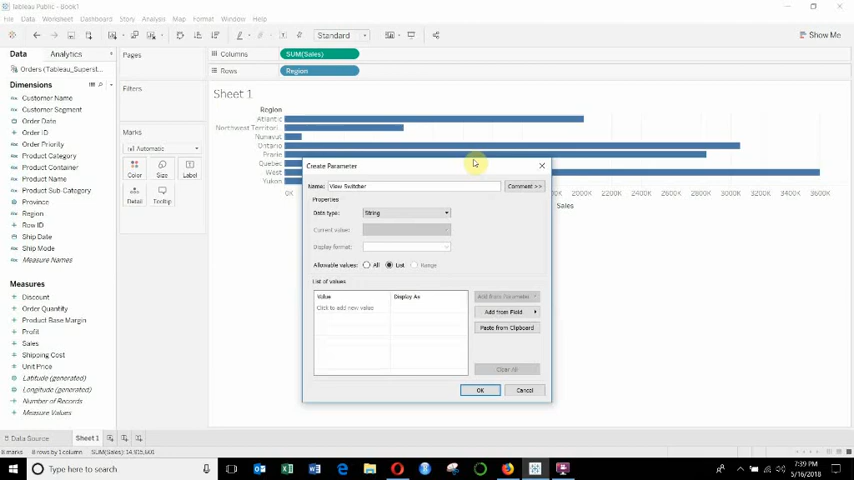 Tableau Public - Book1
File Data Worksheet Dashboard Story Analysis Map Format Window Help
Standard
Show Me
Data Analytics
Orders (Tableau_Superst...
Dimensions
Customer Name
Customer Segment
Order Date
Order ID
Order Priority
Product Category
Product Container
Product Name
Product Sub-Category
Province
Region
Row ID
Ship Date
Ship Mode
Measure Names
Measures
Discount
Order Quantity
Product Base Margin
Profit
Sales
Shipping Cost
Unit Price
Latitude (generated)
Longitude (generated)
Number of Records
Measure Values
Pages
Filters
Marks
Automatic
Color Size Label
Detail Tooltip
Columns SUM(Sales)
Rows Region
Sheet 1
Region
Atlantic
Northwest Territori..
Nunavut
Ontario
Prarie
Quebec
West
Yukon
0K
2000K 2200K 2400K 2600K 2800K 3000K 3200K 3400K 3600K
Sales
Create Parameter
Name: View Switcher Comment >>
Properties
Data type: String
Current value:
Display format:
Allowable values: All List Range
List of values
Value Display As
Click to add new value
Add from Parameter
Add from Field
Paste from Clipboard
Clear All
OK Cancel
Data Source Sheet 1
8 marks 8 rows by 1 column SUM(Sales): 14,915,601
Type here to search
7:39 PM
5/16/2018